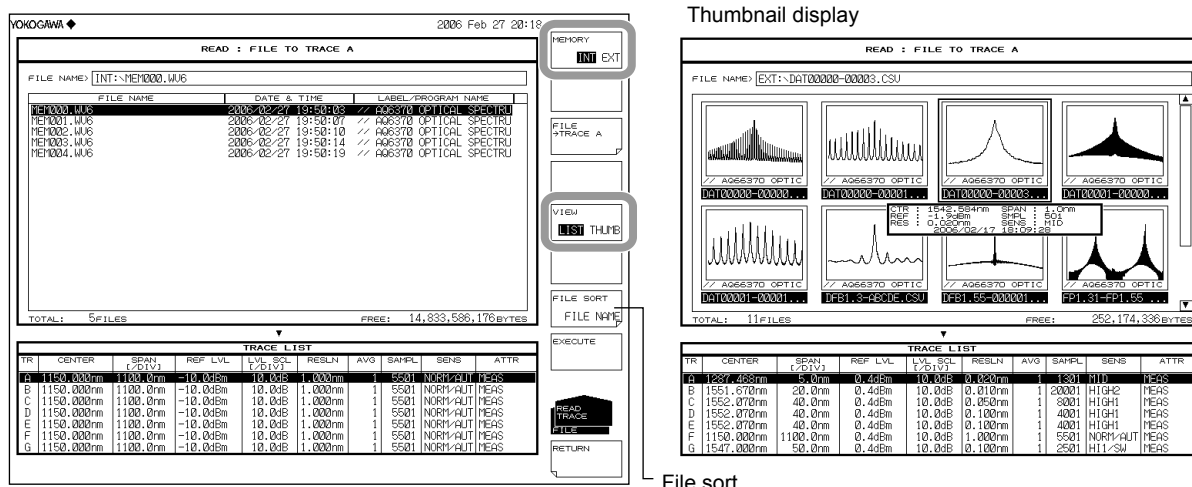 YOKOGAWA ◆ 2006 Feb 27 20:18
READ : FILE TO TRACE A
FILE NAME> INT:\MEM000.WV6
FILE NAME DATE & TIME LABEL/PROGRAM NAME
MEM000.WV6 2006/02/27 19:50:03 // AQ6370 OPTICAL SPECTRU
MEM001.WV6 2006/02/27 19:50:07 // AQ6370 OPTICAL SPECTRU
MEM002.WV6 2006/02/27 19:50:10 // AQ6370 OPTICAL SPECTRU
MEM003.WV6 2006/02/27 19:50:14 // AQ6370 OPTICAL SPECTRU
MEM004.WV6 2006/02/27 19:50:19 // AQ6370 OPTICAL SPECTRU
TOTAL: 5FILES FREE: 14,833,586,176BYTES
▼
TRACE LIST
TR CENTER SPAN [/DIV] REF LVL LVL SCL [/DIV] RESLN AVG SAMPL SENS ATTR
A 1150.000nm 1100.0nm -10.0dBm 10.0dB 1.000nm 1 5501 NORM/AUT MEAS
B 1150.000nm 1100.0nm -10.0dBm 10.0dB 1.000nm 1 5501 NORM/AUT MEAS
C 1150.000nm 1100.0nm -10.0dBm 10.0dB 1.000nm 1 5501 NORM/AUT MEAS
D 1150.000nm 1100.0nm -10.0dBm 10.0dB 1.000nm 1 5501 NORM/AUT MEAS
E 1150.000nm 1100.0nm -10.0dBm 10.0dB 1.000nm 1 5501 NORM/AUT MEAS
F 1150.000nm 1100.0nm -10.0dBm 10.0dB 1.000nm 1 5501 NORM/AUT MEAS
G 1150.000nm 1100.0nm -10.0dBm 10.0dB 1.000nm 1 5501 NORM/AUT MEAS
MEMORY
INT EXT
FILE
→TRACE A
VIEW
LIST THUMB
FILE SORT
FILE NAME
EXECUTE
READ
TRACE
FILE
RETURN
File sort
Thumbnail display
READ : FILE TO TRACE A
FILE NAME> EXT:\DAT00000-00003.CSV
// AQ66370 OPTIC // AQ66370 OPTIC // AQ66370 OPTIC // AQ66370 OPTIC
DAT00000-00000... DAT00000-00001... DAT00000-00003... DAT00001-00000...
CTR : 1542.584nm SPAN : 1.0nm
REF : -1.9dBm SMPL : 501
RES : 0.020nm SENS : MID
2006/02/17 18:09:28
// AQ66370 OPTIC // AQ66370 OPTIC // AQ66370 OPTIC // AQ66370 OPTIC
DAT00001-00001... DFB1.3-ABCDE.CSV DFB1.55-000001... FP1.31-FP1.55 ...
TOTAL: 11FILES FREE: 252,174,336BYTES
▼
TRACE LIST
TR CENTER SPAN [/DIV] REF LVL LVL SCL [/DIV] RESLN AVG SAMPL SENS ATTR
A 1287.468nm 5.0nm 0.4dBm 10.0dB 0.020nm 1 1301 MID MEAS
B 1551.670nm 20.0nm 0.4dBm 10.0dB 0.010nm 1 20001 HIGH2 MEAS
C 1552.070nm 40.0nm 0.4dBm 10.0dB 0.050nm 1 8001 HIGH1 MEAS
D 1552.070nm 40.0nm 0.4dBm 10.0dB 0.100nm 1 4001 HIGH1 MEAS
E 1552.070nm 40.0nm 0.4dBm 10.0dB 0.100nm 1 4001 HIGH1 MEAS
F 1150.000nm 1100.0nm 0.4dBm 10.0dB 1.000nm 1 5501 NORM/AUT MEAS
G 1547.000nm 50.0nm 0.4dBm 10.0dB 0.100nm 1 2501 HI1/SW MEAS